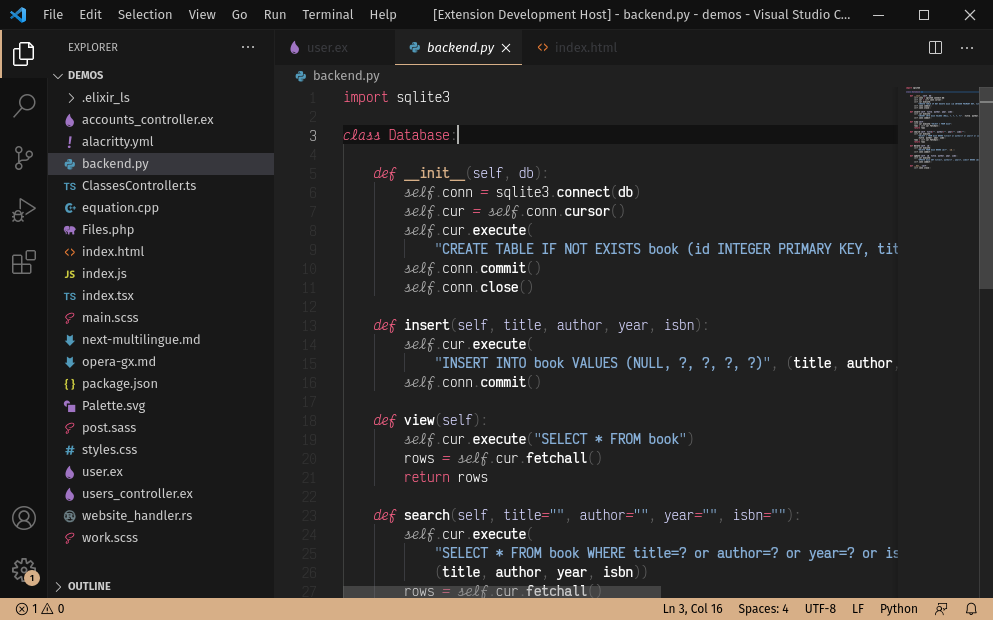 File Edit Selection View Go Run Terminal Help [Extension Development Host] - backend.py - demos - Visual Studio C...
EXPLORER
user.ex
backend.py
index.html
DEMOS
backend.py
.elixir_ls
accounts_controller.ex
alacritty.yml
backend.py
TS ClassesController.ts
equation.cpp
Files.php
index.html
JS index.js
TS index.tsx
main.scss
next-multilingue.md
opera-gx.md
package.json
Palette.svg
post.sass
styles.css
user.ex
users_controller.ex
website_handler.rs
work.scss
OUTLINE
1
1 import sqlite3
2
3 class Database:
4
5 def __init__(self, db):
6 self.conn = sqlite3.connect(db)
7 self.cur = self.conn.cursor()
8 self.cur.execute(
9 "CREATE TABLE IF NOT EXISTS book (id INTEGER PRIMARY KEY, tit
10 self.conn.commit()
11 self.conn.close()
12
13 def insert(self, title, author, year, isbn):
14 self.cur.execute(
15 "INSERT INTO book VALUES (NULL, ?, ?, ?, ?)", (title, author,
16 self.conn.commit()
17
18 def view(self):
19 self.cur.execute("SELECT * FROM book")
20 rows = self.cur.fetchall()
21 return rows
22
23 def search(self, title="", author="", year="", isbn=""):
24 self.cur.execute(
25 "SELECT * FROM book WHERE title=? or author=? or year=? or is
26 (title, author, year, isbn))
27 rows = self.cur.fetchall()
1 0 Ln 3, Col 16 Spaces: 4 UTF-8 LF Python